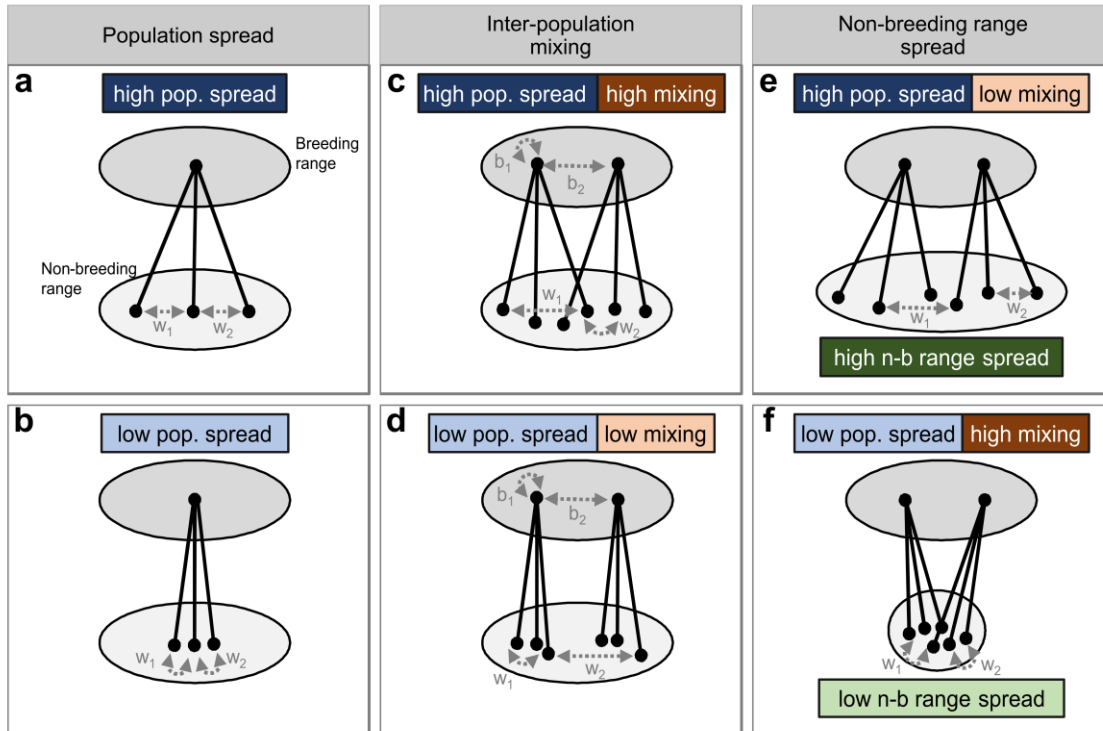 Population spread
Inter-population
mixing
Non-breeding range
spread
a
high pop. spread
Breeding
range
Non-breeding
range
w1
w2
c
high pop. spread
high mixing
b1
b2
w1
w2
e
high pop. spread
low mixing
w1
w2
high n-b range spread
b
low pop. spread
w1
w2
d
low pop. spread
low mixing
b1
b2
w1
w2
f
low pop. spread
high mixing
w1
w2
low n-b range spread